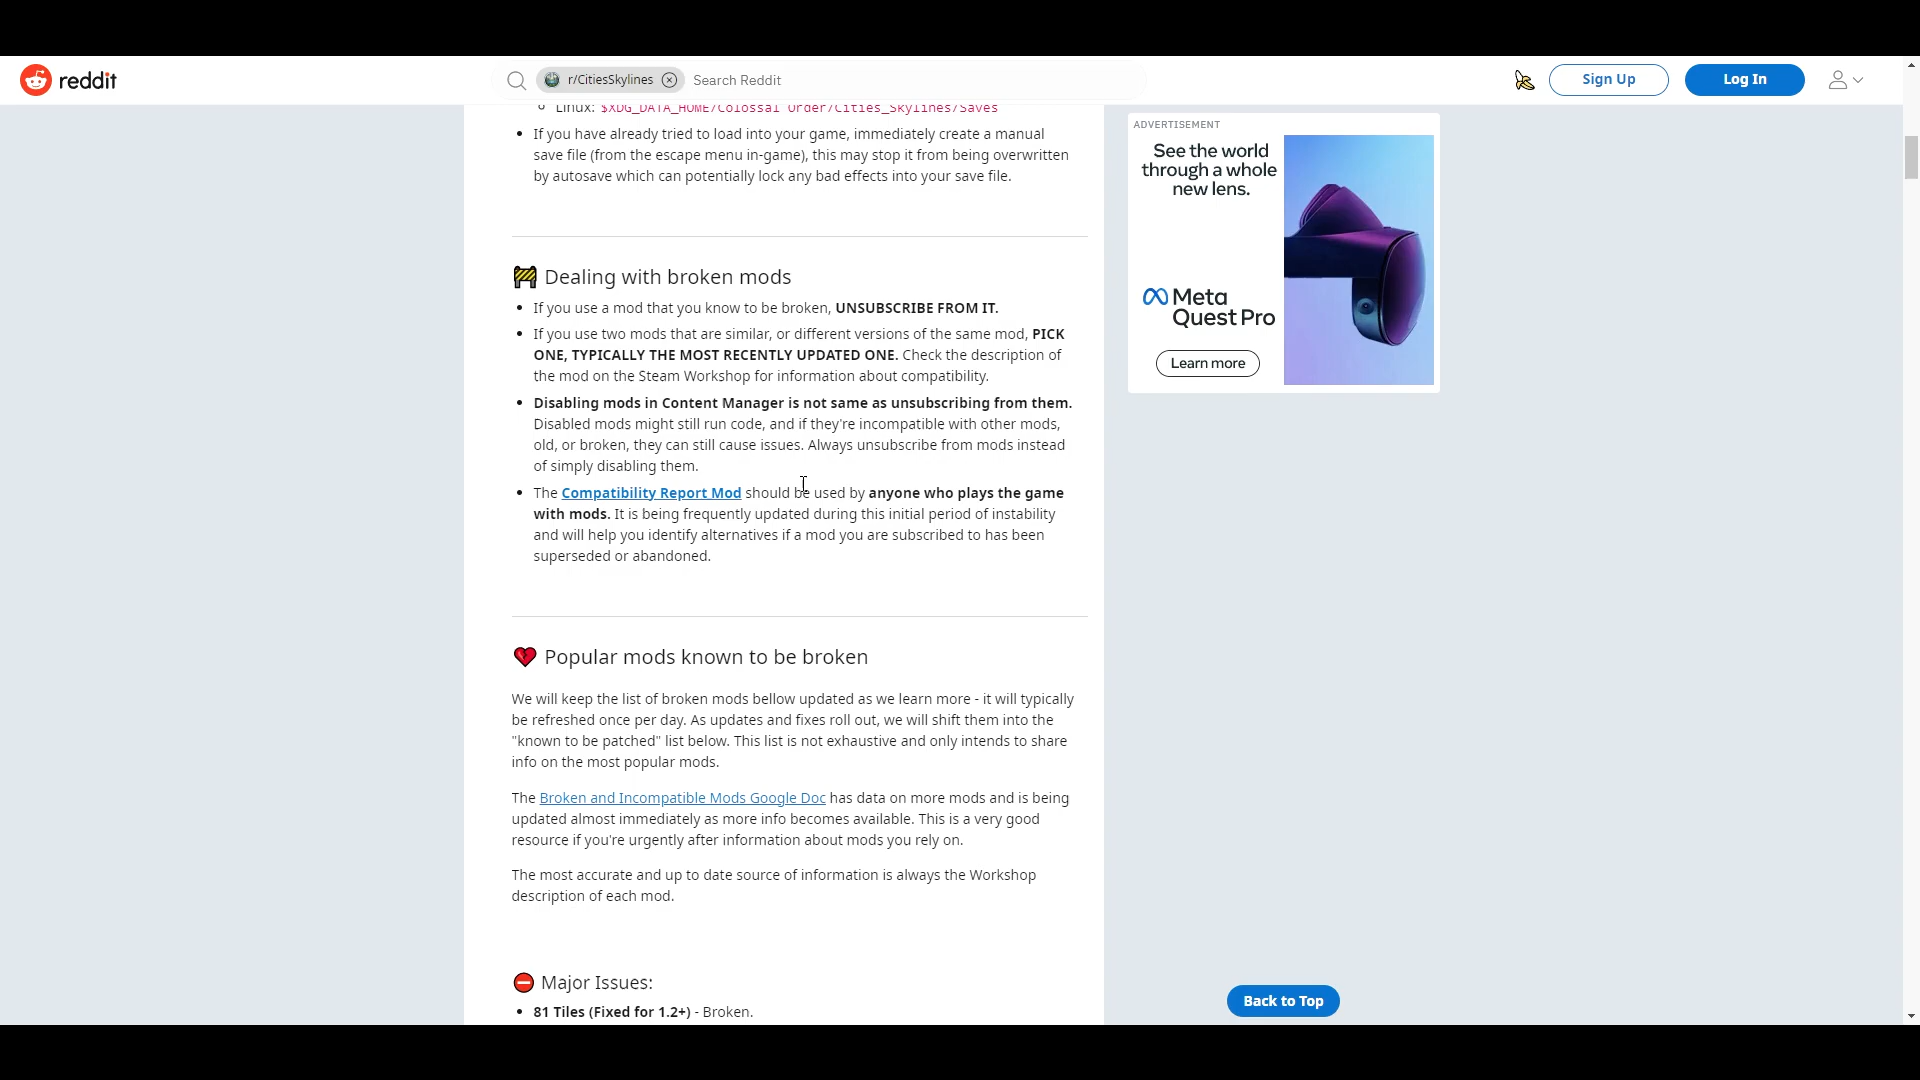 reddit
r/CitiesSkylines
Search Reddit
Sign Up
Log In
Linux: $XDG_DATA_HOME/Colossal Order/Cities_Skylines/Saves
If you have already tried to load into your game, immediately create a manual
save file (from the escape menu in-game), this may stop it from being overwritten
by autosave which can potentially lock any bad effects into your save file.
Dealing with broken mods
If you use a mod that you know to be broken, UNSUBSCRIBE FROM IT.
If you use two mods that are similar, or different versions of the same mod, PICK
ONE, TYPICALLY THE MOST RECENTLY UPDATED ONE. Check the description of
the mod on the Steam Workshop for information about compatibility.
Disabling mods in Content Manager is not same as unsubscribing from them.
Disabled mods might still run code, and if they're incompatible with other mods,
old, or broken, they can still cause issues. Always unsubscribe from mods instead
of simply disabling them.
The Compatibility Report Mod should be used by anyone who plays the game
with mods. It is being frequently updated during this initial period of instability
and will help you identify alternatives if a mod you are subscribed to has been
superseded or abandoned.
Popular mods known to be broken
We will keep the list of broken mods bellow updated as we learn more - it will typically
be refreshed once per day. As updates and fixes roll out, we will shift them into the
"known to be patched" list below. This list is not exhaustive and only intends to share
info on the most popular mods.
The Broken and Incompatible Mods Google Doc has data on more mods and is being
updated almost immediately as more info becomes available. This is a very good
resource if you're urgently after information about mods you rely on.
The most accurate and up to date source of information is always the Workshop
description of each mod.
Major Issues:
81 Tiles (Fixed for 1.2+) - Broken.
ADVERTISEMENT
See the world
through a whole
new lens.
Meta
Quest Pro
Learn more
Back to Top